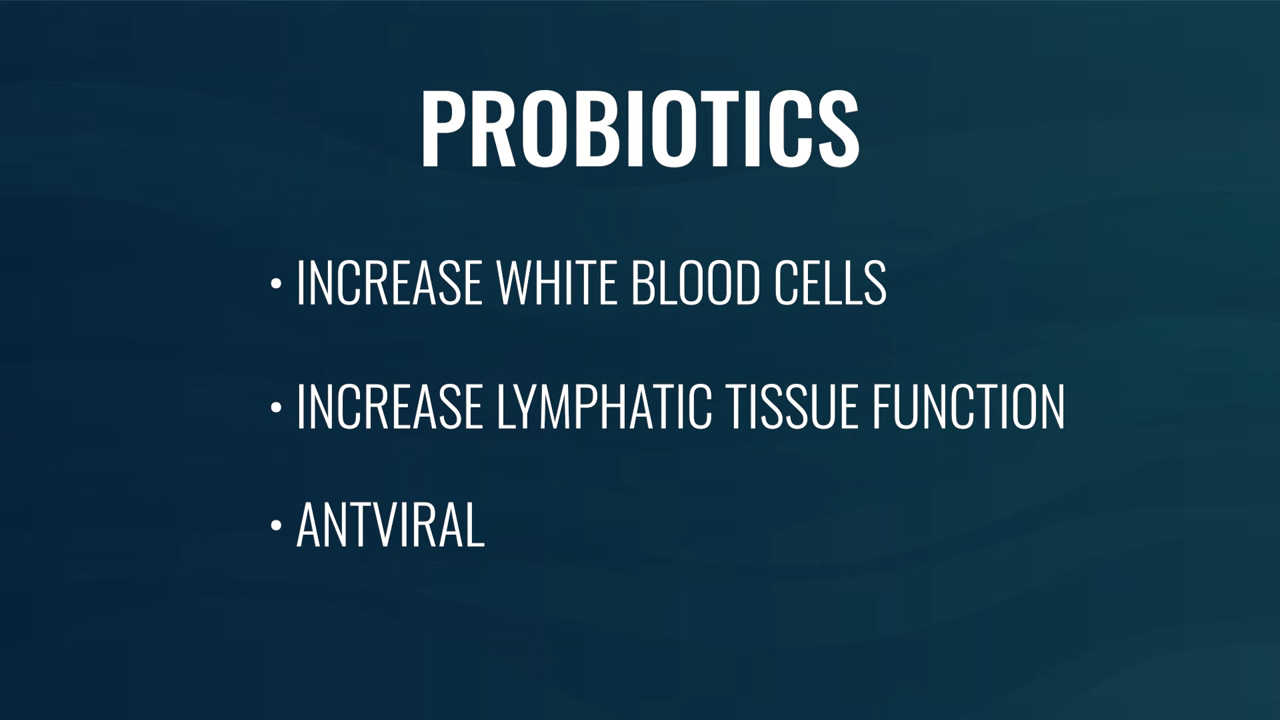 PROBIOTICS
• INCREASE WHITE BLOOD CELLS
• INCREASE LYMPHATIC TISSUE FUNCTION
• ANTVIRAL